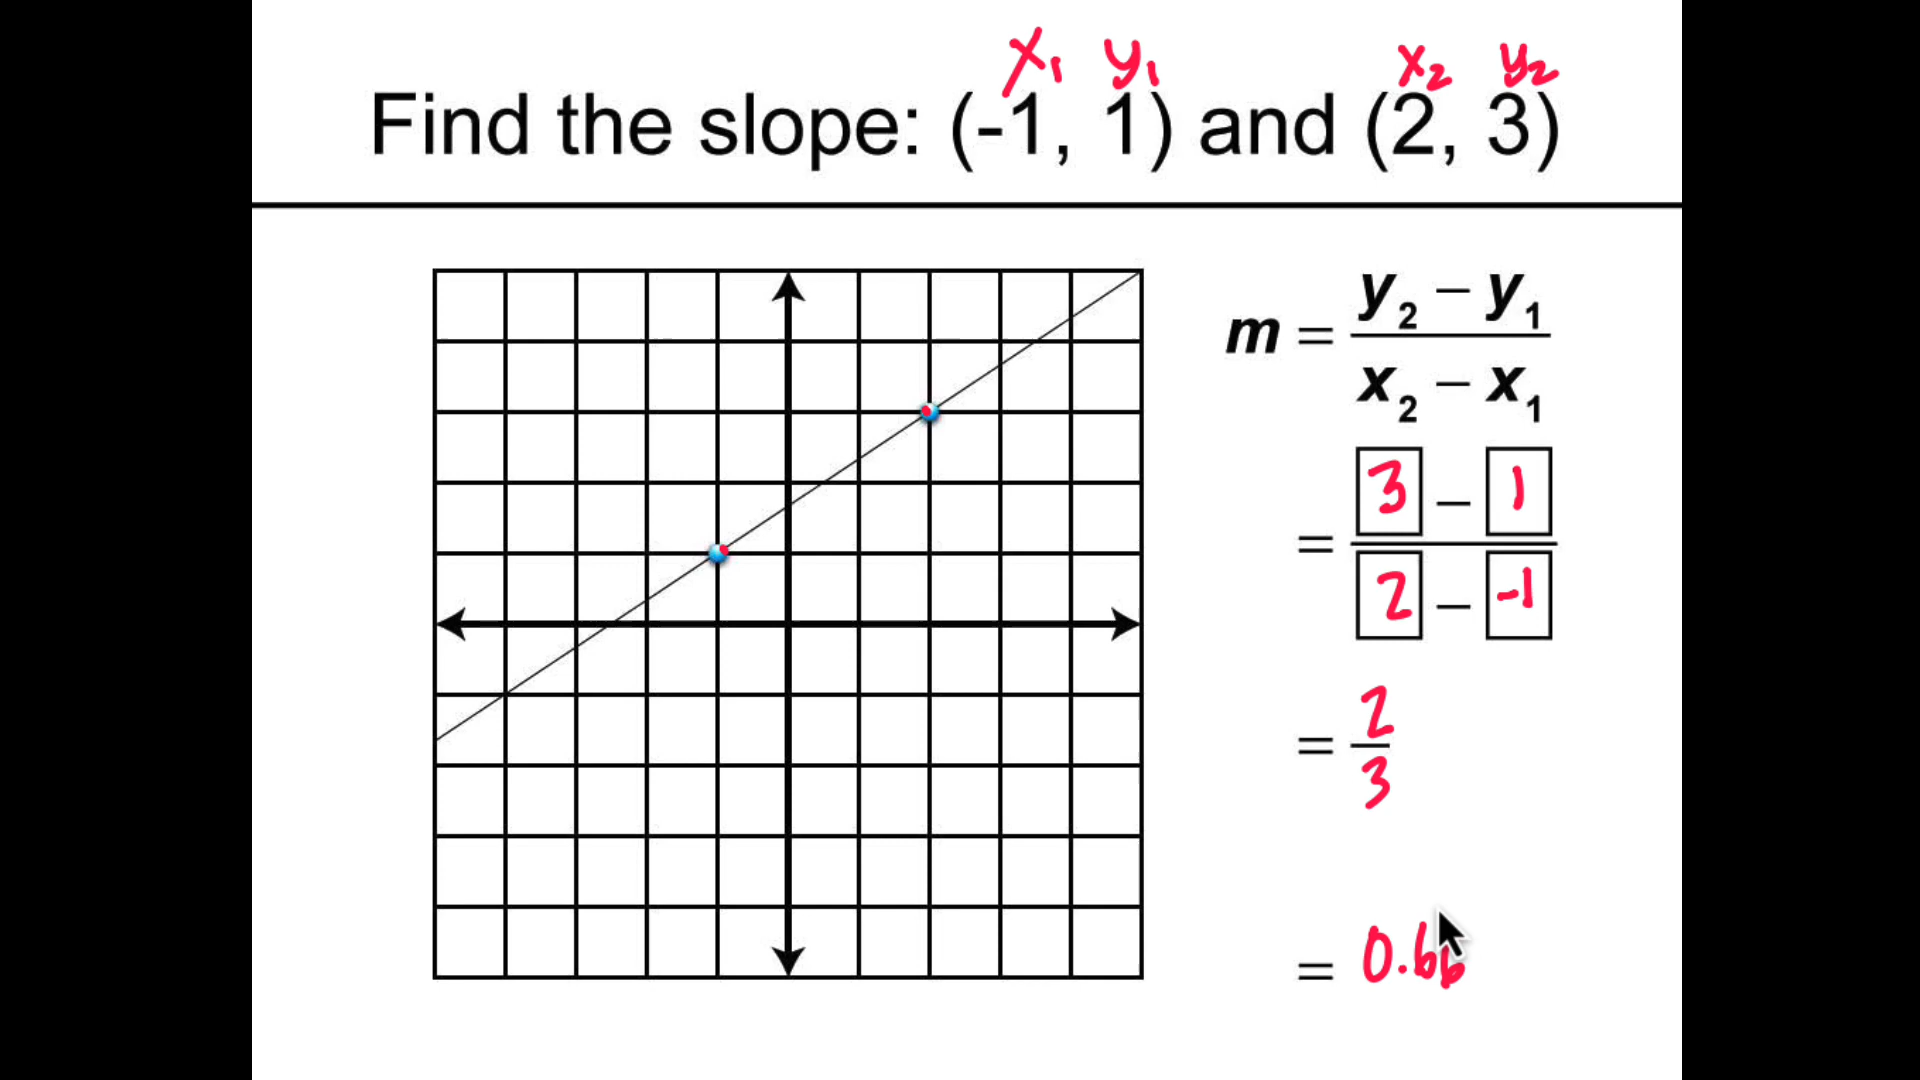 x₁ y₁ x₂ y₂
Find the slope: (-1, 1) and (2, 3)
m = y₂ – y₁
x₂ – x₁
= 3 – 1
2 – -1
= 2
3
= 0.66